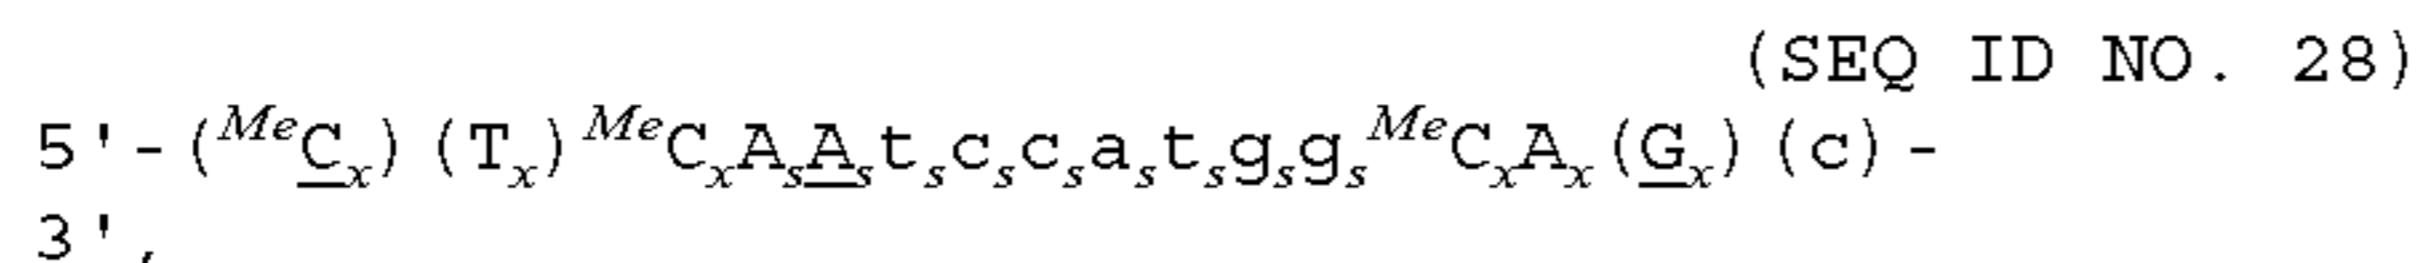 (SEQ ID NO. 28)
5'-(MeCx)(Tx)MeCxAsAstscscsastsgsgsMeCxAx(Gx)(c)-
3',